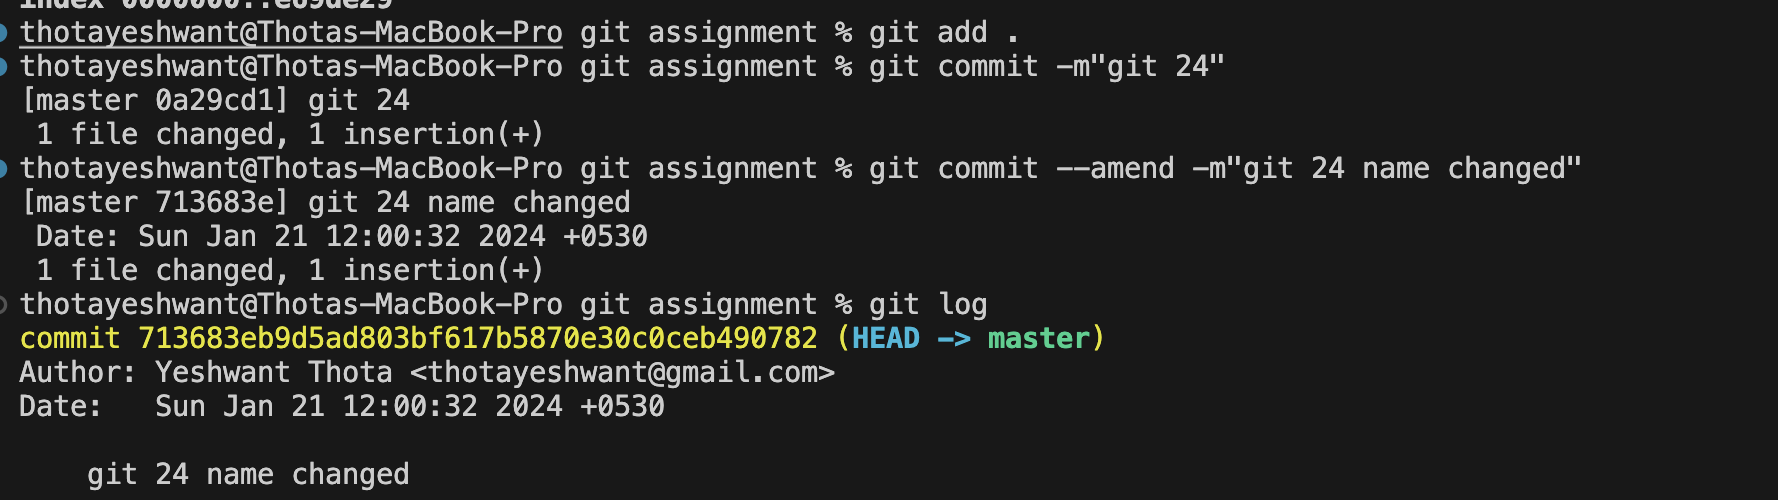 index 0000000..e69de29
thotayeshwant@Thotas-MacBook-Pro git assignment % git add .
thotayeshwant@Thotas-MacBook-Pro git assignment % git commit -m"git 24"
[master 0a29cd1] git 24
 1 file changed, 1 insertion(+)
thotayeshwant@Thotas-MacBook-Pro git assignment % git commit --amend -m"git 24 name changed"
[master 713683e] git 24 name changed
 Date: Sun Jan 21 12:00:32 2024 +0530
 1 file changed, 1 insertion(+)
thotayeshwant@Thotas-MacBook-Pro git assignment % git log
commit 713683eb9d5ad803bf617b5870e30c0ceb490782 (HEAD -> master)
Author: Yeshwant Thota <thotayeshwant@gmail.com>
Date:   Sun Jan 21 12:00:32 2024 +0530

    git 24 name changed